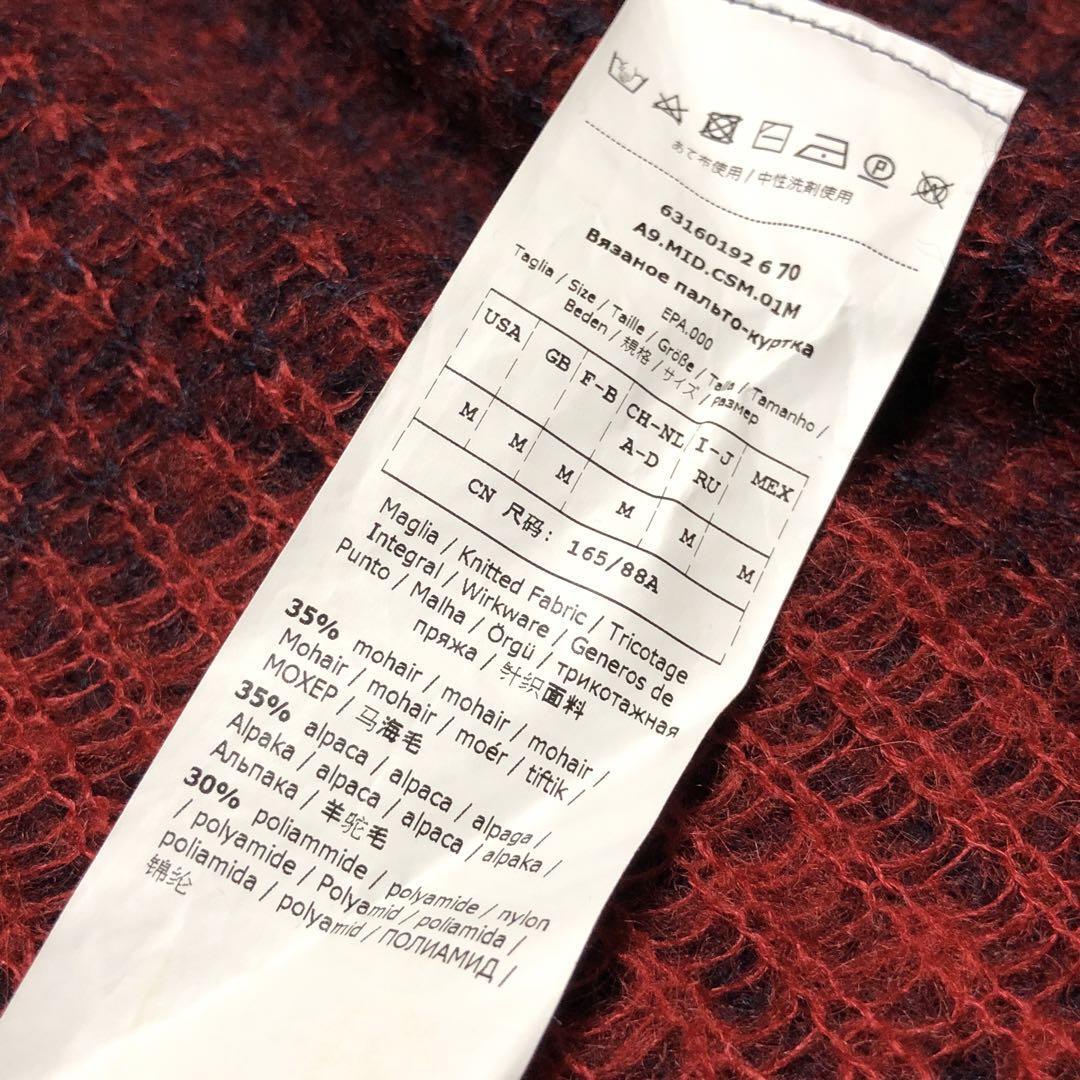 あて布使用 / 中性洗剤使用
63160192 6 70
A9.MID.CSM.01M
Вязаное пальто-куртка
EPA.000
Taglia / Size / Taille / Größe / Talla / Tamanho /
Beden / 規格 / サイズ / размер
USA GB F-B CH-NL I-J MEX
A-D RU
M M M M M M
CN 尺码: 165/88A
Maglia / Knitted Fabric / Tricotage
Integral / Wirkware / Generos de
Punto / Malha / Örgü / трикотажная
пряжа / 针织面料
35% mohair / mohair / mohair /
Mohair / mohair / moér / tiftik /
МОХЕР / 马海毛
35% alpaca / alpaca / alpaga /
Alpaka / alpaca / alpaca / alpaka /
Альпака / 羊驼毛
30% poliammide / polyamide / nylon
/ polyamide / Polyamid / poliamida /
poliamida / polyamid / ПОЛИАМИД /
锦纶